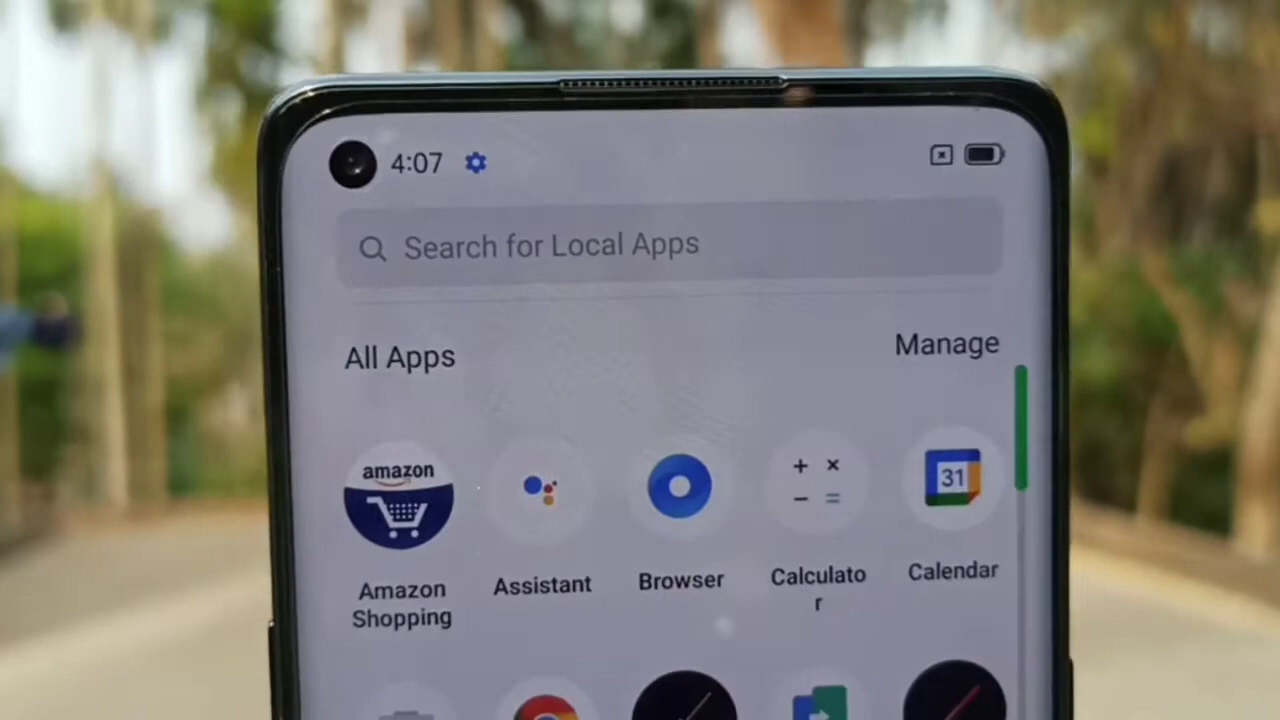 4:07
Search for Local Apps
All Apps
Manage
amazon
31
Amazon
Shopping
Assistant
Browser
Calculato
r
Calendar